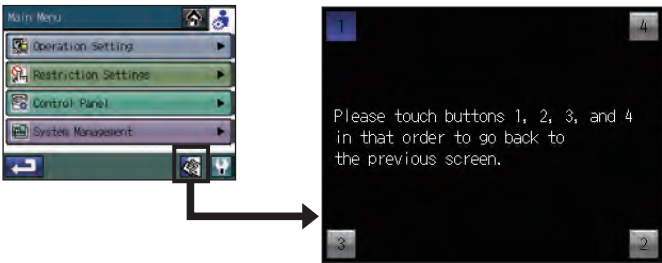 Main Menu
Operation Setting
Restriction Settings
Control Panel
System Management
1
4
Please touch buttons 1, 2, 3, and 4
in that order to go back to
the previous screen.
3
2